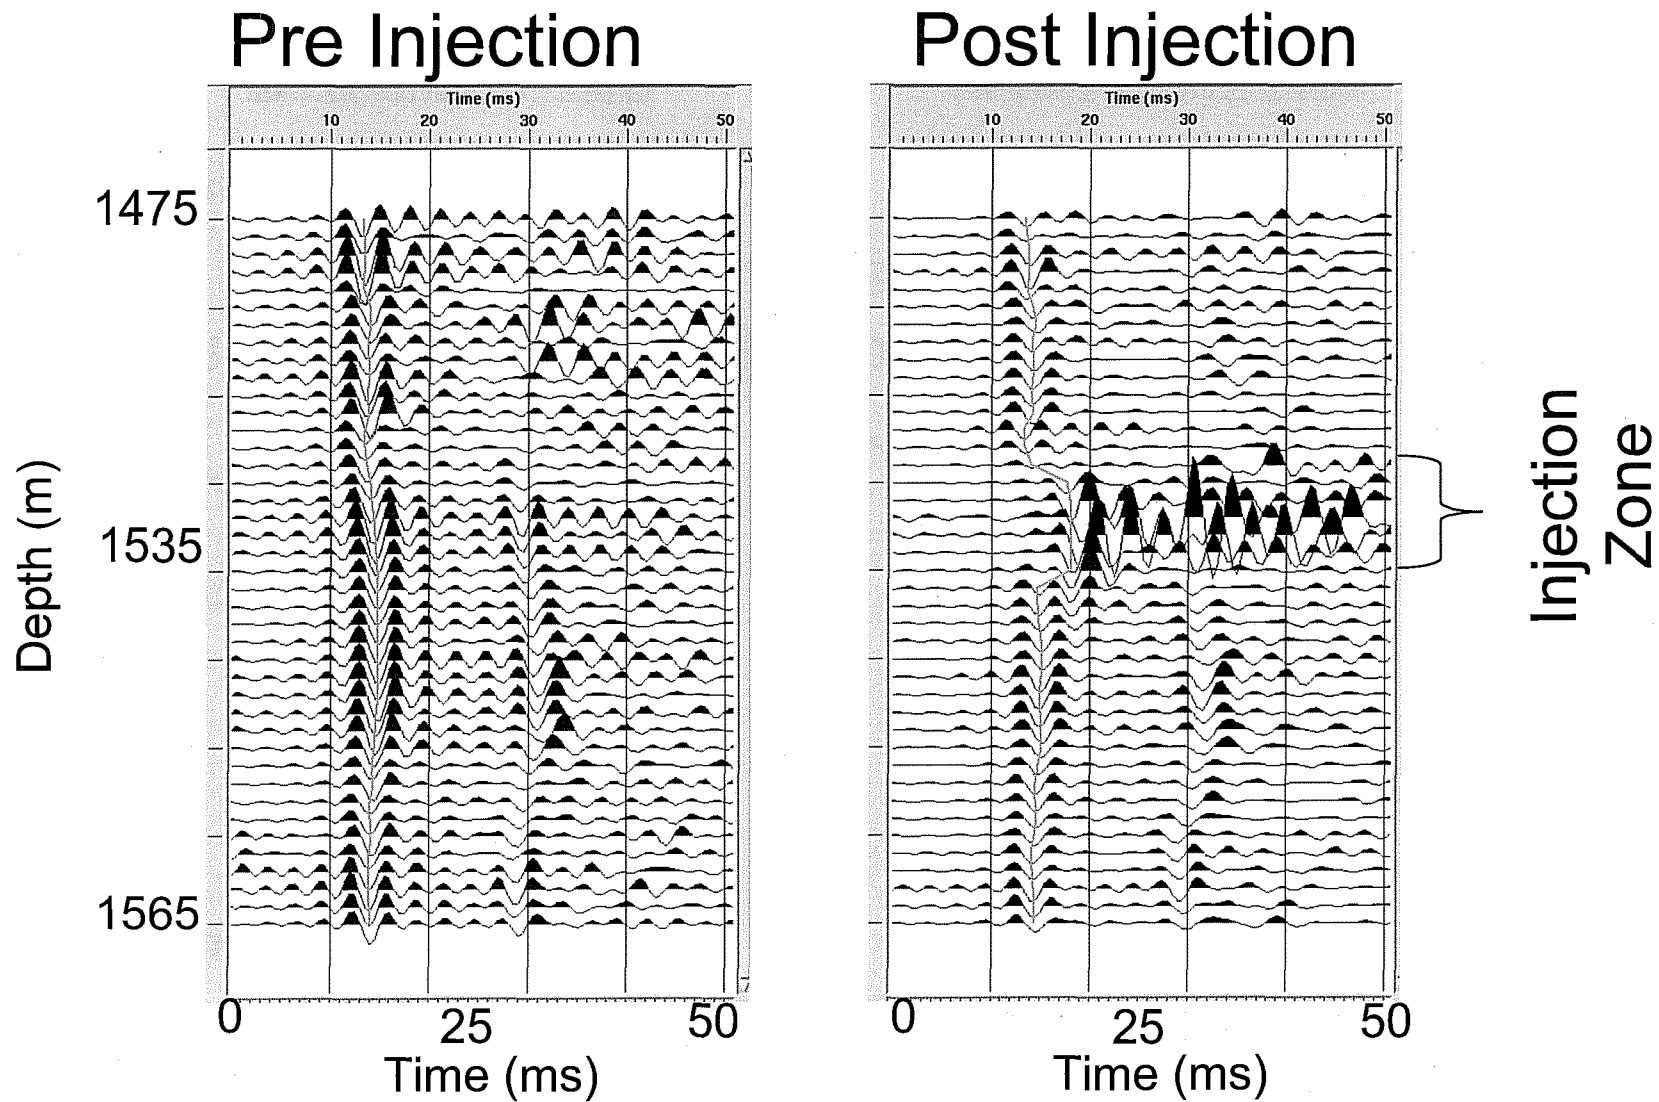 Pre Injection
Post Injection
Time (ms)
10 20 30 40 50
Time (ms)
10 20 30 40 50
1475
1535
1565
Depth (m)
Injection
Zone
0 25 50
Time (ms)
0 25 50
Time (ms)